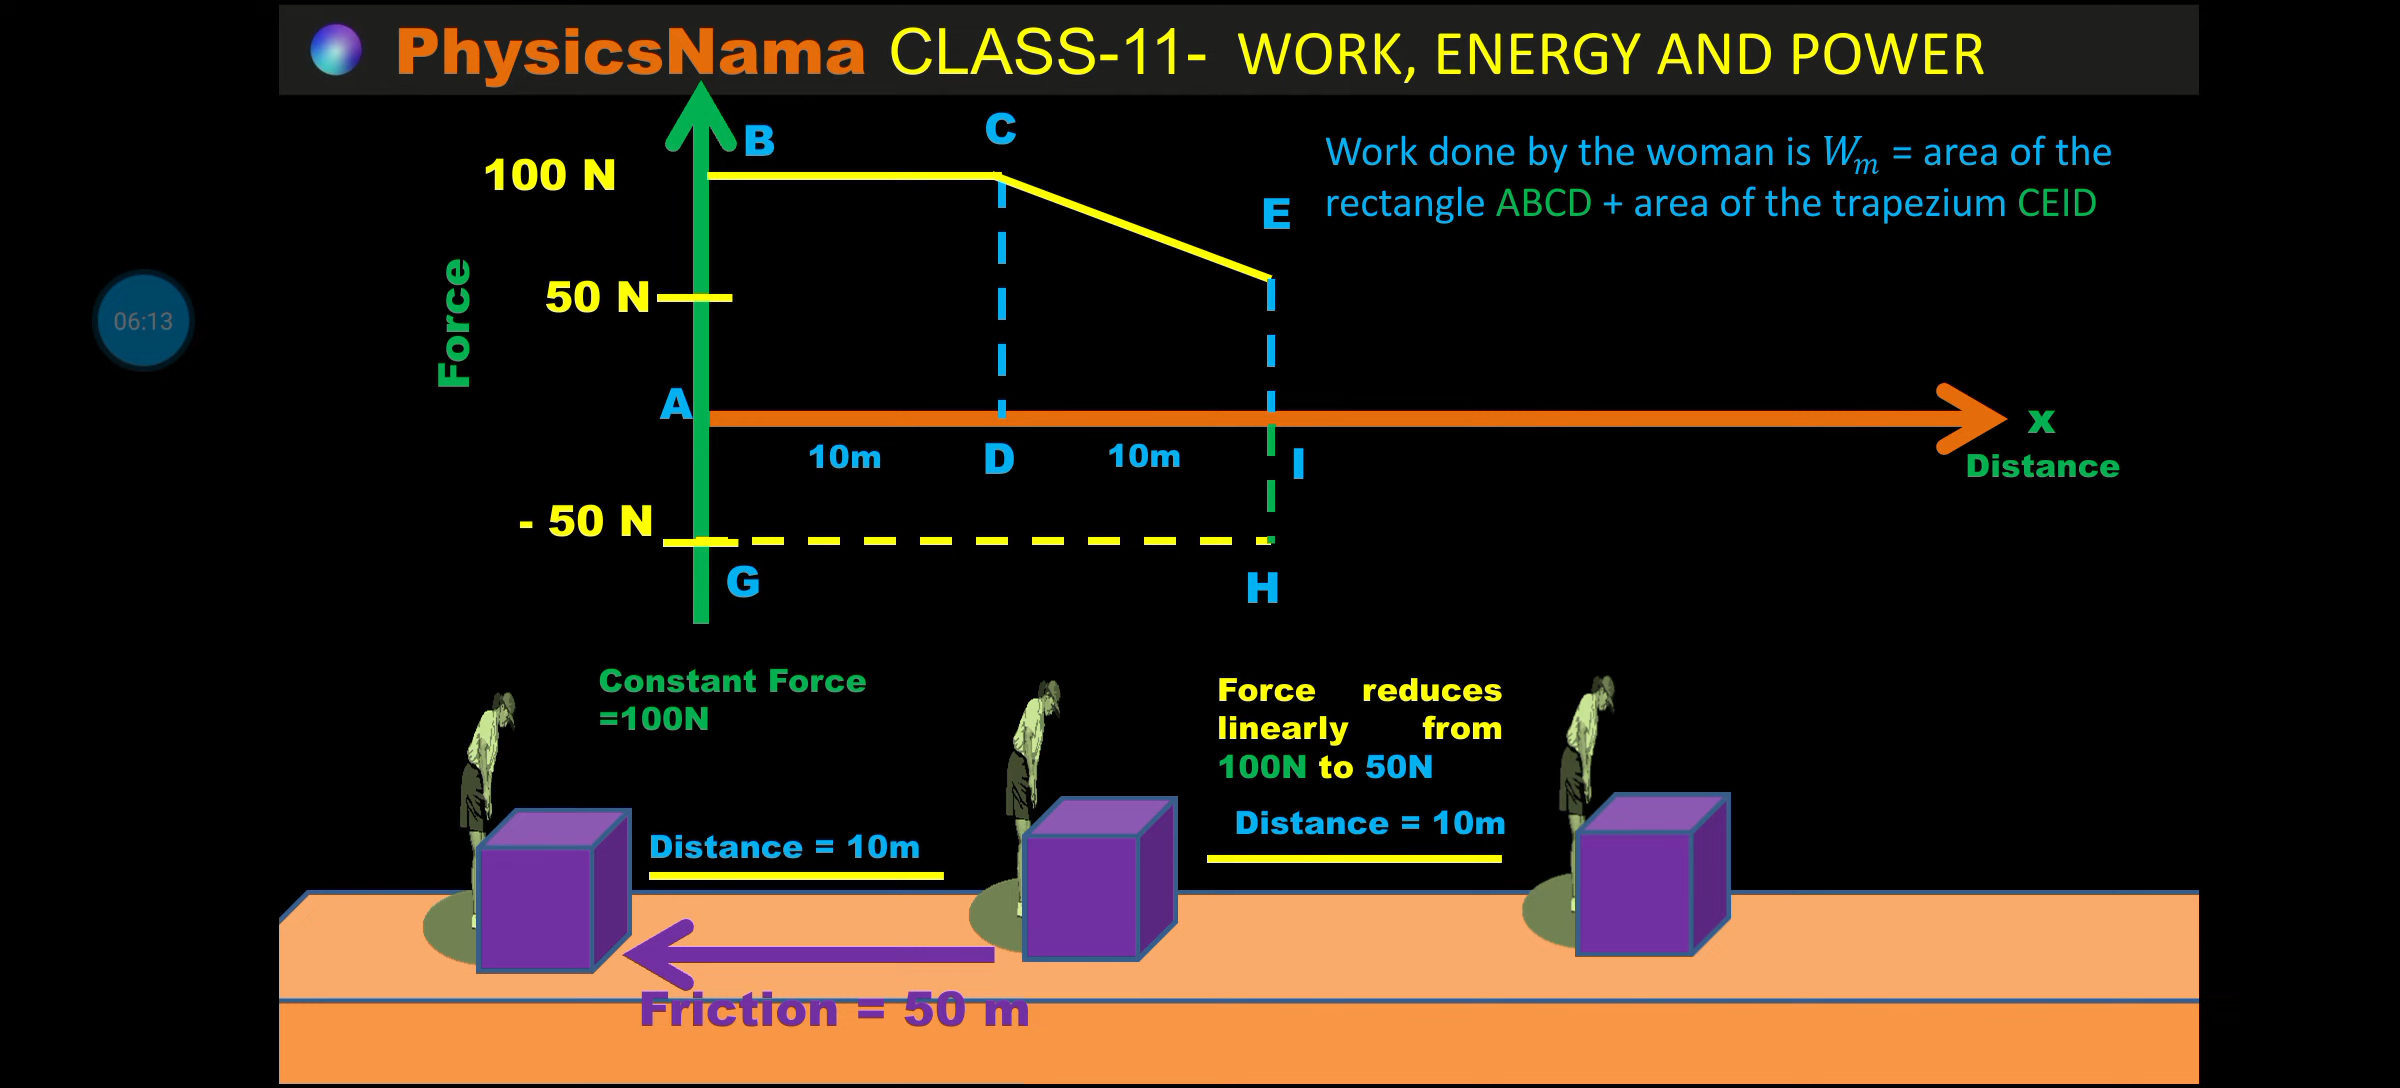 PhysicsNama CLASS-11- WORK, ENERGY AND POWER
B
C
100 N
Work done by the woman is Wm = area of the
rectangle ABCD + area of the trapezium CEID
E
50 N
Force
06:13
A
x
10m
D
10m
I
Distance
- 50 N
G
H
Constant Force
=100N
Force reduces
linearly from
100N to 50N
Distance = 10m
Distance = 10m
Friction = 50 m